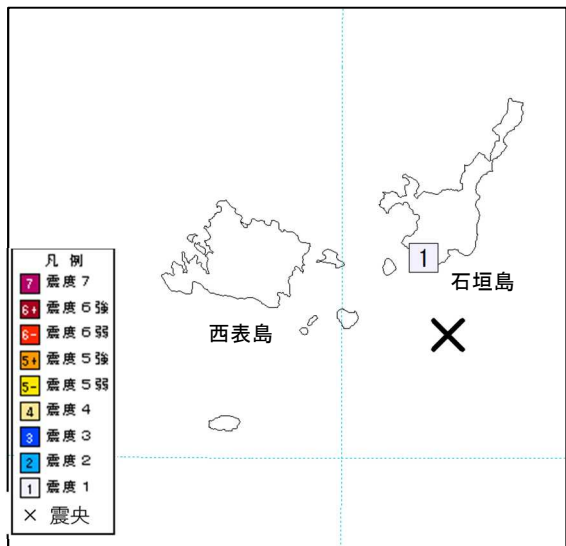 1
石垣島
西表島
凡例
7 震度7
6+ 震度6強
6- 震度6弱
5+ 震度5強
5- 震度5弱
4 震度4
3 震度3
2 震度2
1 震度1
× 震央